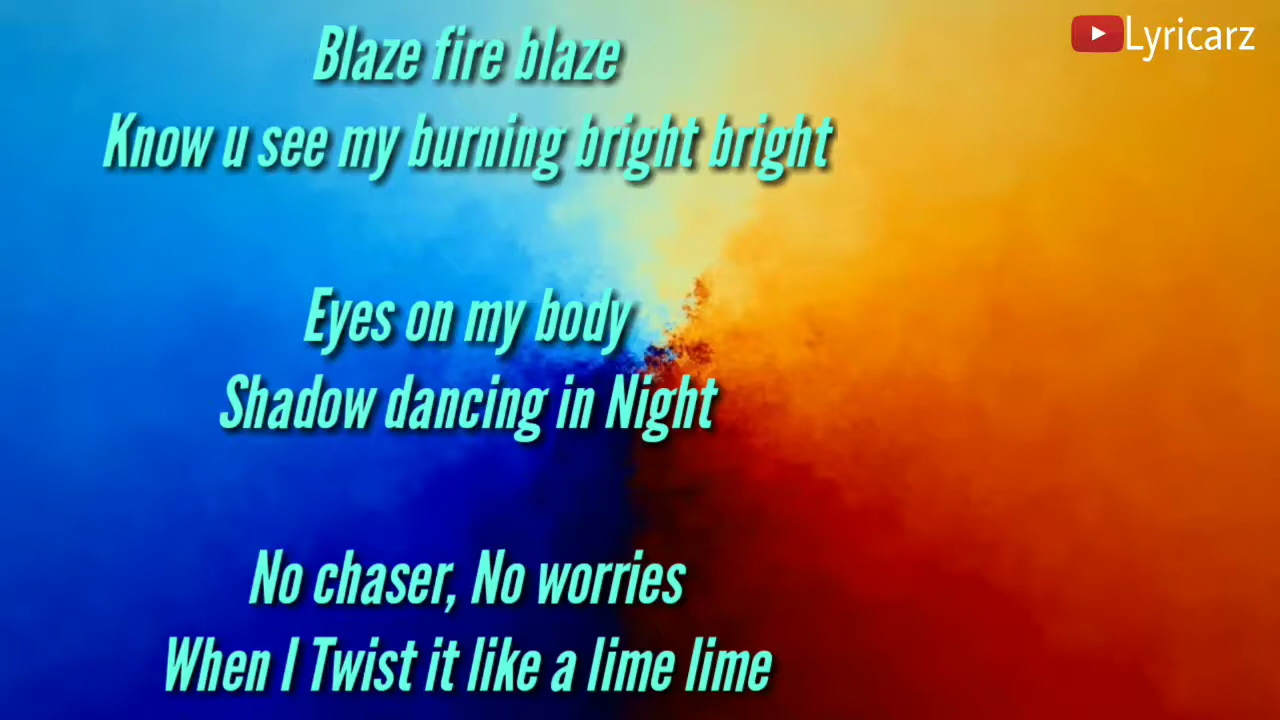 Lyricarz
Blaze fire blaze
Know u see my burning bright bright
Eyes on my body
Shadow dancing in Night
No chaser, No worries
When I Twist it like a lime lime